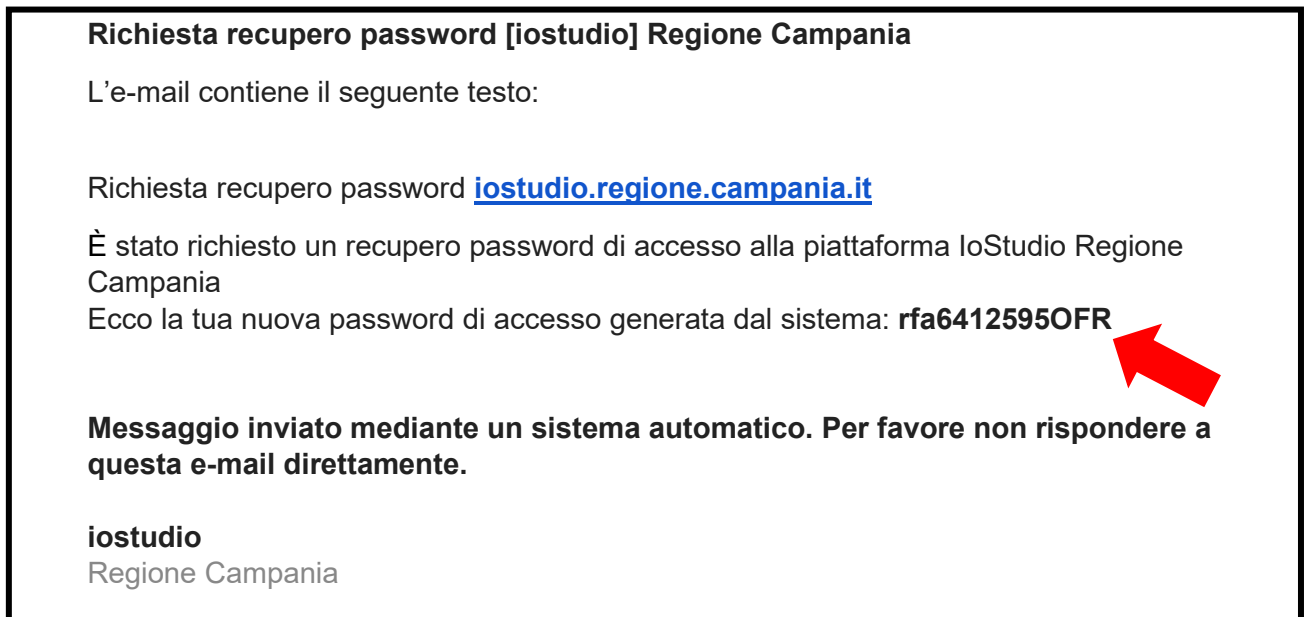 Richiesta recupero password [iostudio] Regione Campania
L’e-mail contiene il seguente testo:
Richiesta recupero password iostudio.regione.campania.it
È stato richiesto un recupero password di accesso alla piattaforma IoStudio Regione
Campania
Ecco la tua nuova password di accesso generata dal sistema: rfa6412595OFR
Messaggio inviato mediante un sistema automatico. Per favore non rispondere a
questa e-mail direttamente.
iostudio
Regione Campania